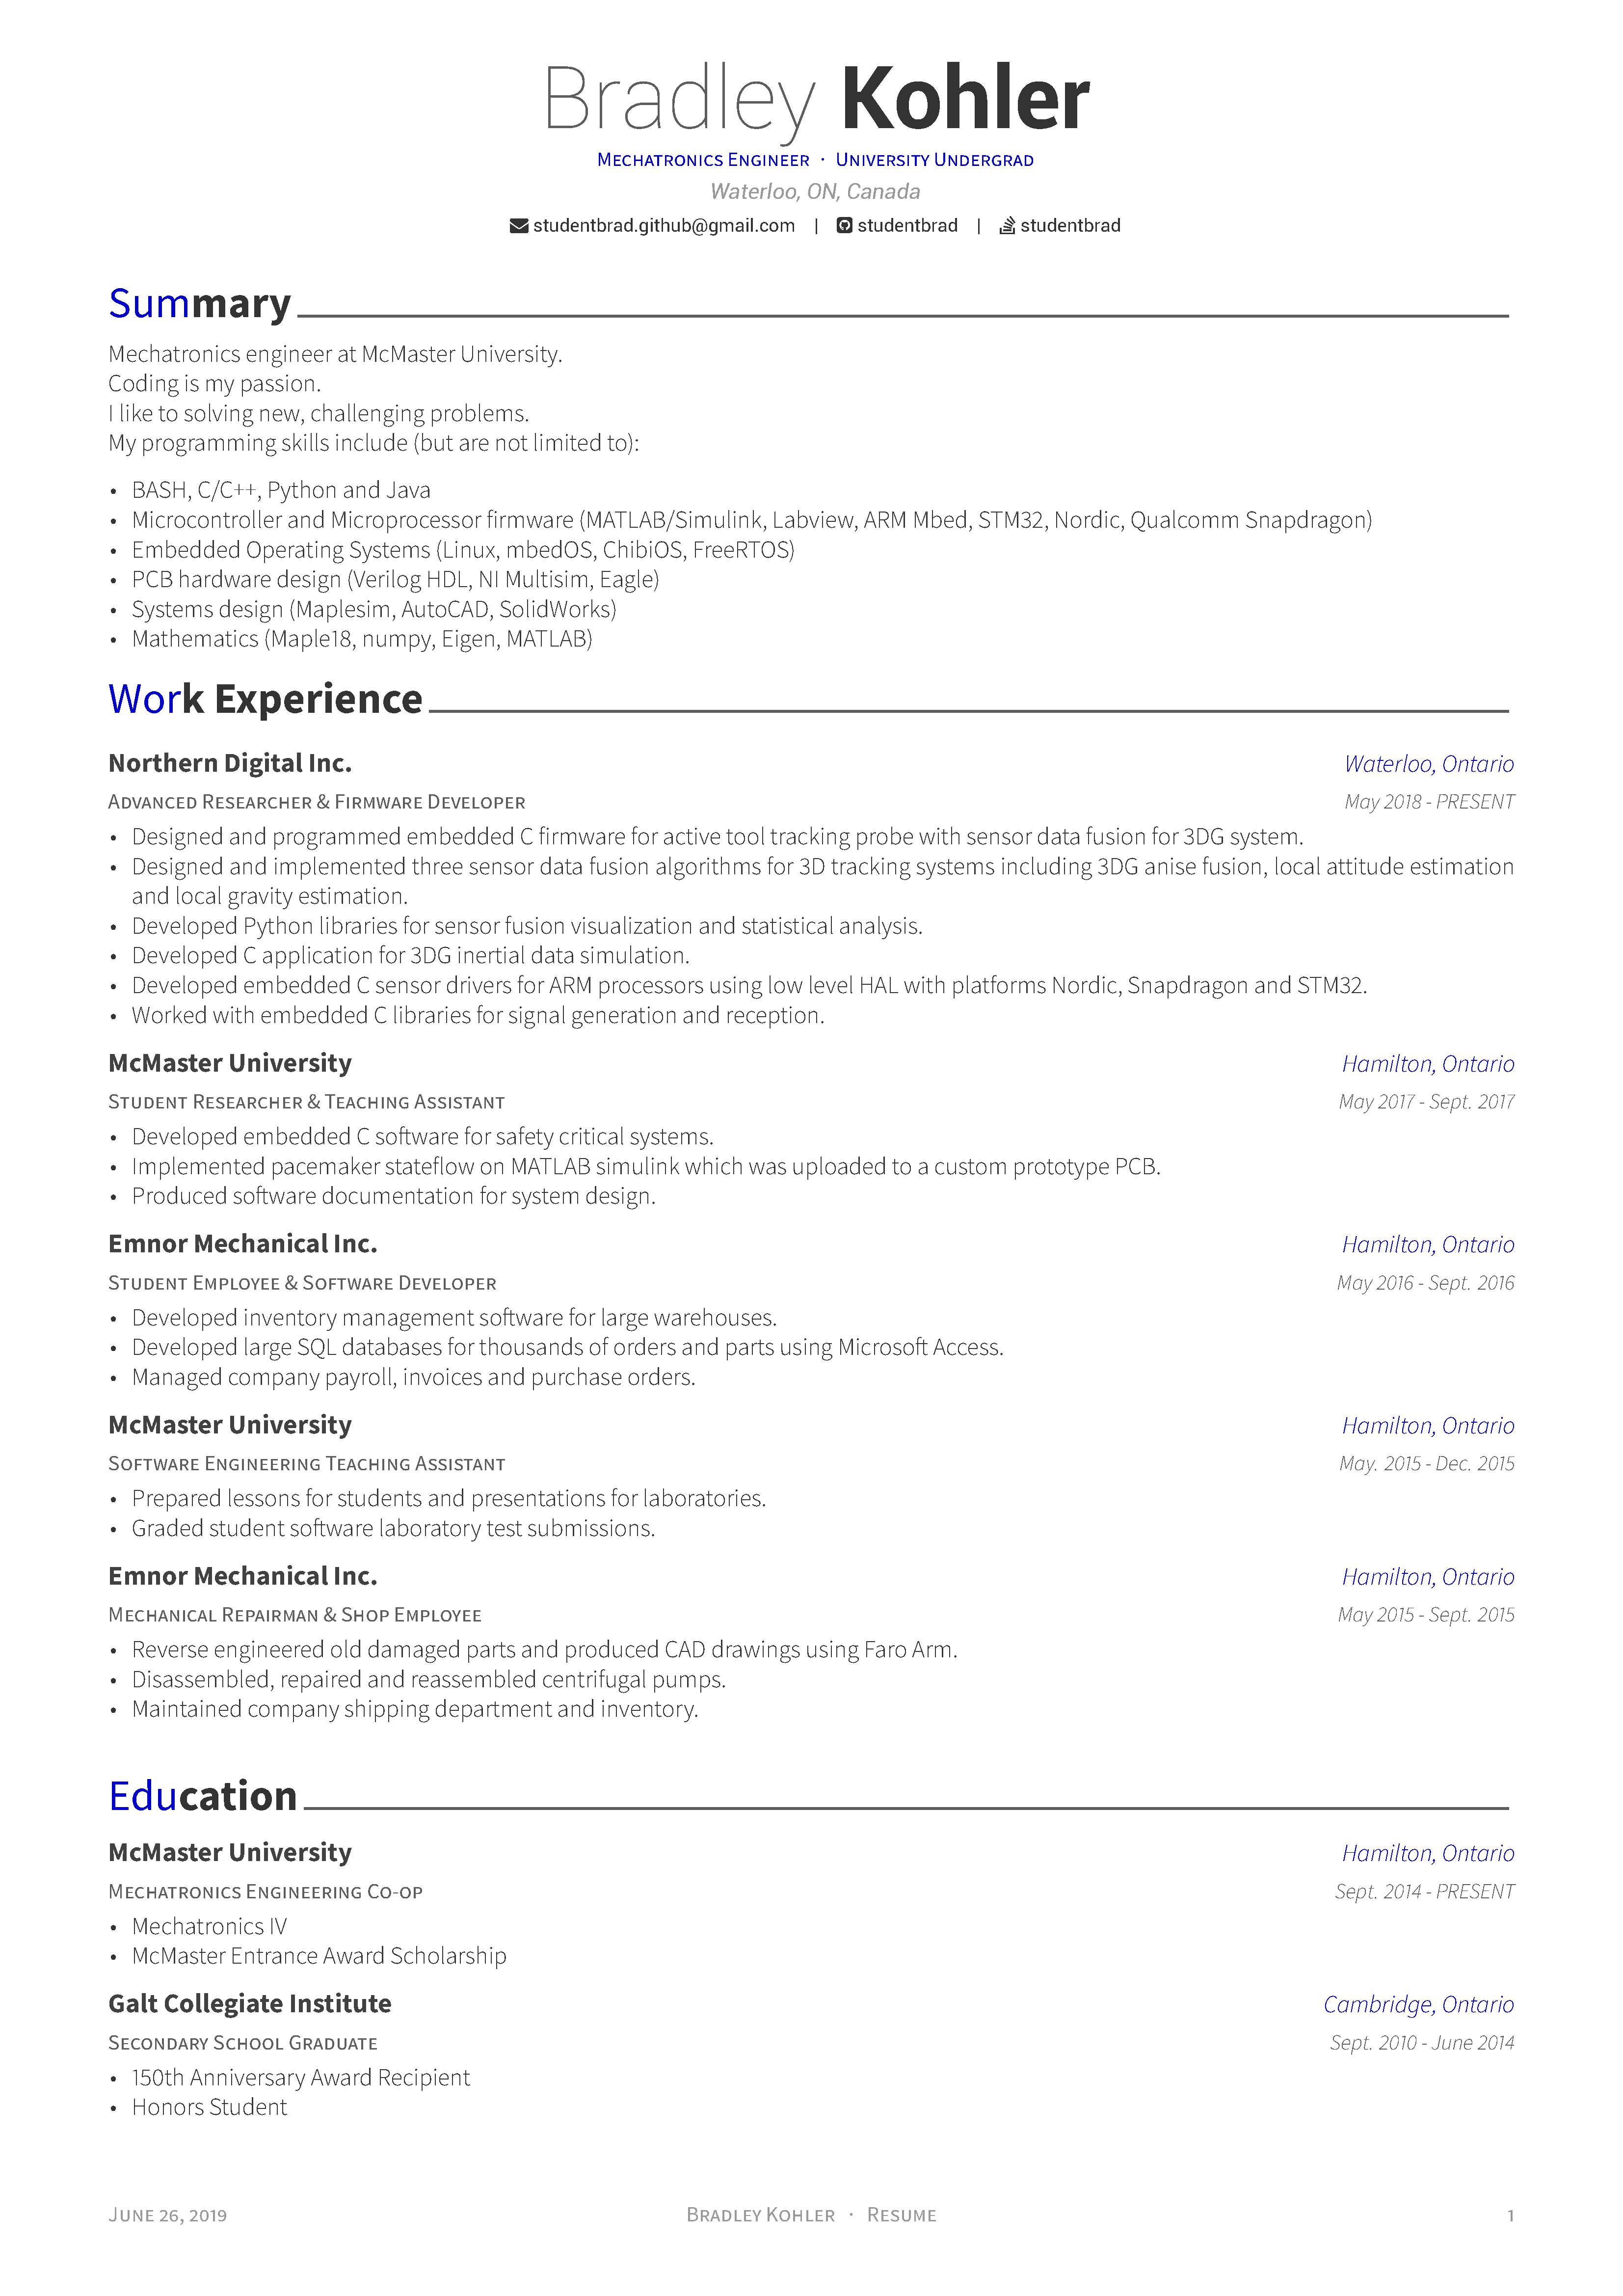 Bradley Kohler
Mechatronics Engineer · University Undergrad
Waterloo, ON, Canada
studentbrad.github@gmail.com | studentbrad | studentbrad
Summary
Mechatronics engineer at McMaster University.
Coding is my passion.
I like to solving new, challenging problems.
My programming skills include (but are not limited to):
• BASH, C/C++, Python and Java
• Microcontroller and Microprocessor firmware (MATLAB/Simulink, Labview, ARM Mbed, STM32, Nordic, Qualcomm Snapdragon)
• Embedded Operating Systems (Linux, mbedOS, ChibiOS, FreeRTOS)
• PCB hardware design (Verilog HDL, NI Multisim, Eagle)
• Systems design (Maplesim, AutoCAD, SolidWorks)
• Mathematics (Maple18, numpy, Eigen, MATLAB)
Work Experience
Northern Digital Inc. Waterloo, Ontario
Advanced Researcher & Firmware Developer May 2018 - PRESENT
• Designed and programmed embedded C firmware for active tool tracking probe with sensor data fusion for 3DG system.
• Designed and implemented three sensor data fusion algorithms for 3D tracking systems including 3DG anise fusion, local attitude estimation
and local gravity estimation.
• Developed Python libraries for sensor fusion visualization and statistical analysis.
• Developed C application for 3DG inertial data simulation.
• Developed embedded C sensor drivers for ARM processors using low level HAL with platforms Nordic, Snapdragon and STM32.
• Worked with embedded C libraries for signal generation and reception.
McMaster University Hamilton, Ontario
Student Researcher & Teaching Assistant May 2017 - Sept. 2017
• Developed embedded C software for safety critical systems.
• Implemented pacemaker stateflow on MATLAB simulink which was uploaded to a custom prototype PCB.
• Produced software documentation for system design.
Emnor Mechanical Inc. Hamilton, Ontario
Student Employee & Software Developer May 2016 - Sept. 2016
• Developed inventory management software for large warehouses.
• Developed large SQL databases for thousands of orders and parts using Microsoft Access.
• Managed company payroll, invoices and purchase orders.
McMaster University Hamilton, Ontario
Software Engineering Teaching Assistant May. 2015 - Dec. 2015
• Prepared lessons for students and presentations for laboratories.
• Graded student software laboratory test submissions.
Emnor Mechanical Inc. Hamilton, Ontario
Mechanical Repairman & Shop Employee May 2015 - Sept. 2015
• Reverse engineered old damaged parts and produced CAD drawings using Faro Arm.
• Disassembled, repaired and reassembled centrifugal pumps.
• Maintained company shipping department and inventory.
Education
McMaster University Hamilton, Ontario
Mechatronics Engineering Co-op Sept. 2014 - PRESENT
• Mechatronics IV
• McMaster Entrance Award Scholarship
Galt Collegiate Institute Cambridge, Ontario
Secondary School Graduate Sept. 2010 - June 2014
• 150th Anniversary Award Recipient
• Honors Student
June 26, 2019 Bradley Kohler · Resume 1